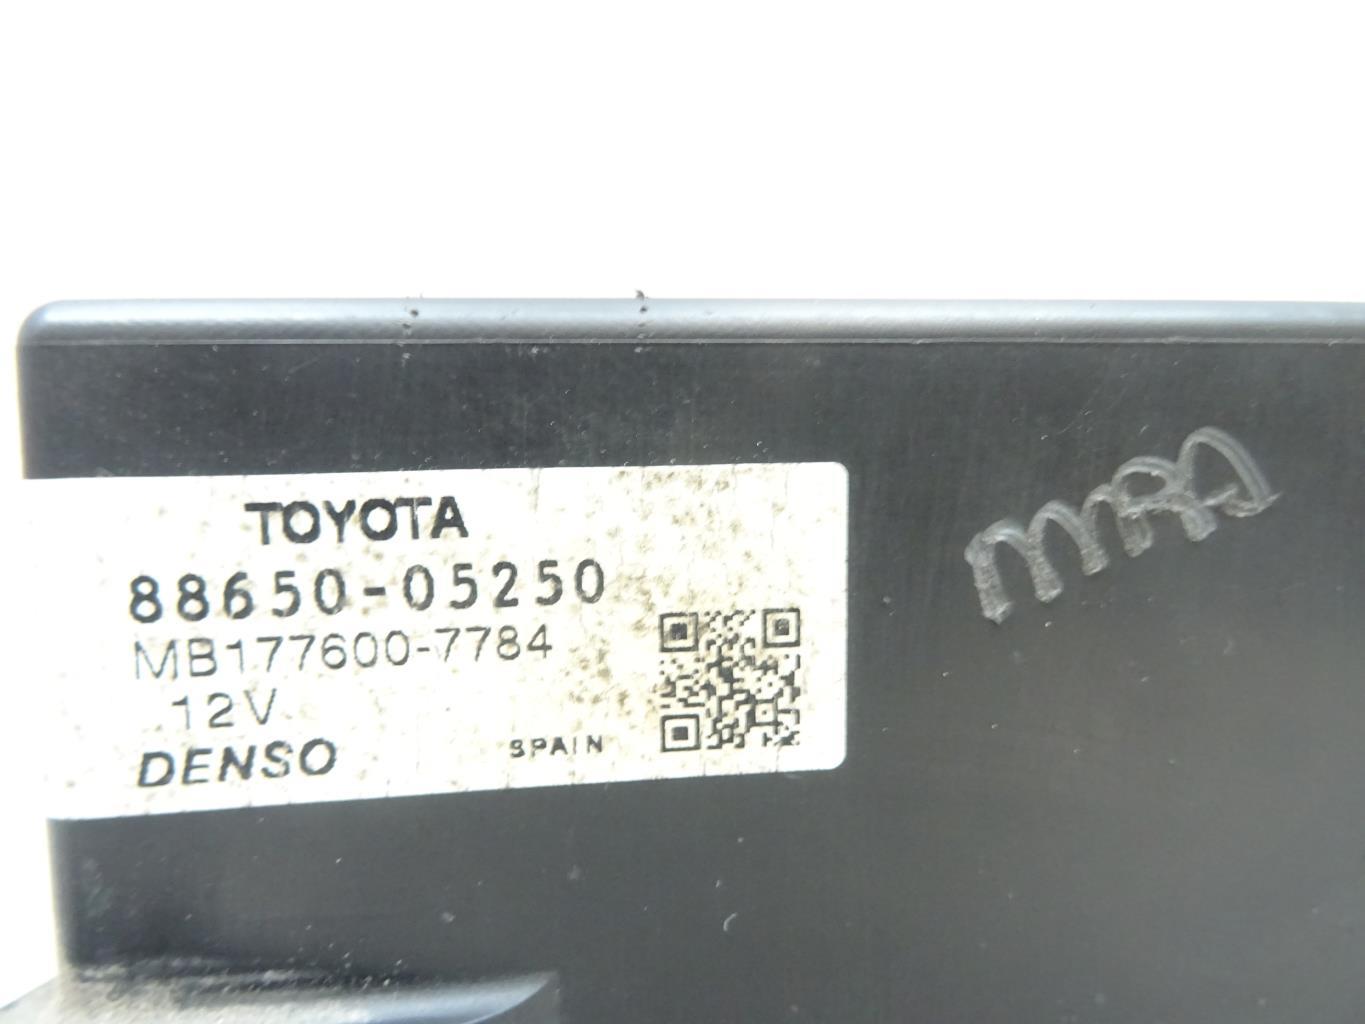 TOYOTA
88650-05250
MB177600-7784
12V
DENSO
SPAIN